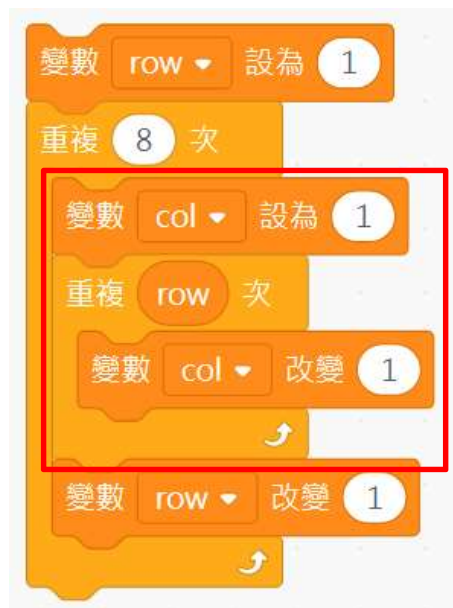 變數 row 設為 1
重複 8 次
變數 col 設為 1
重複 row 次
變數 col 改變 1
變數 row 改變 1